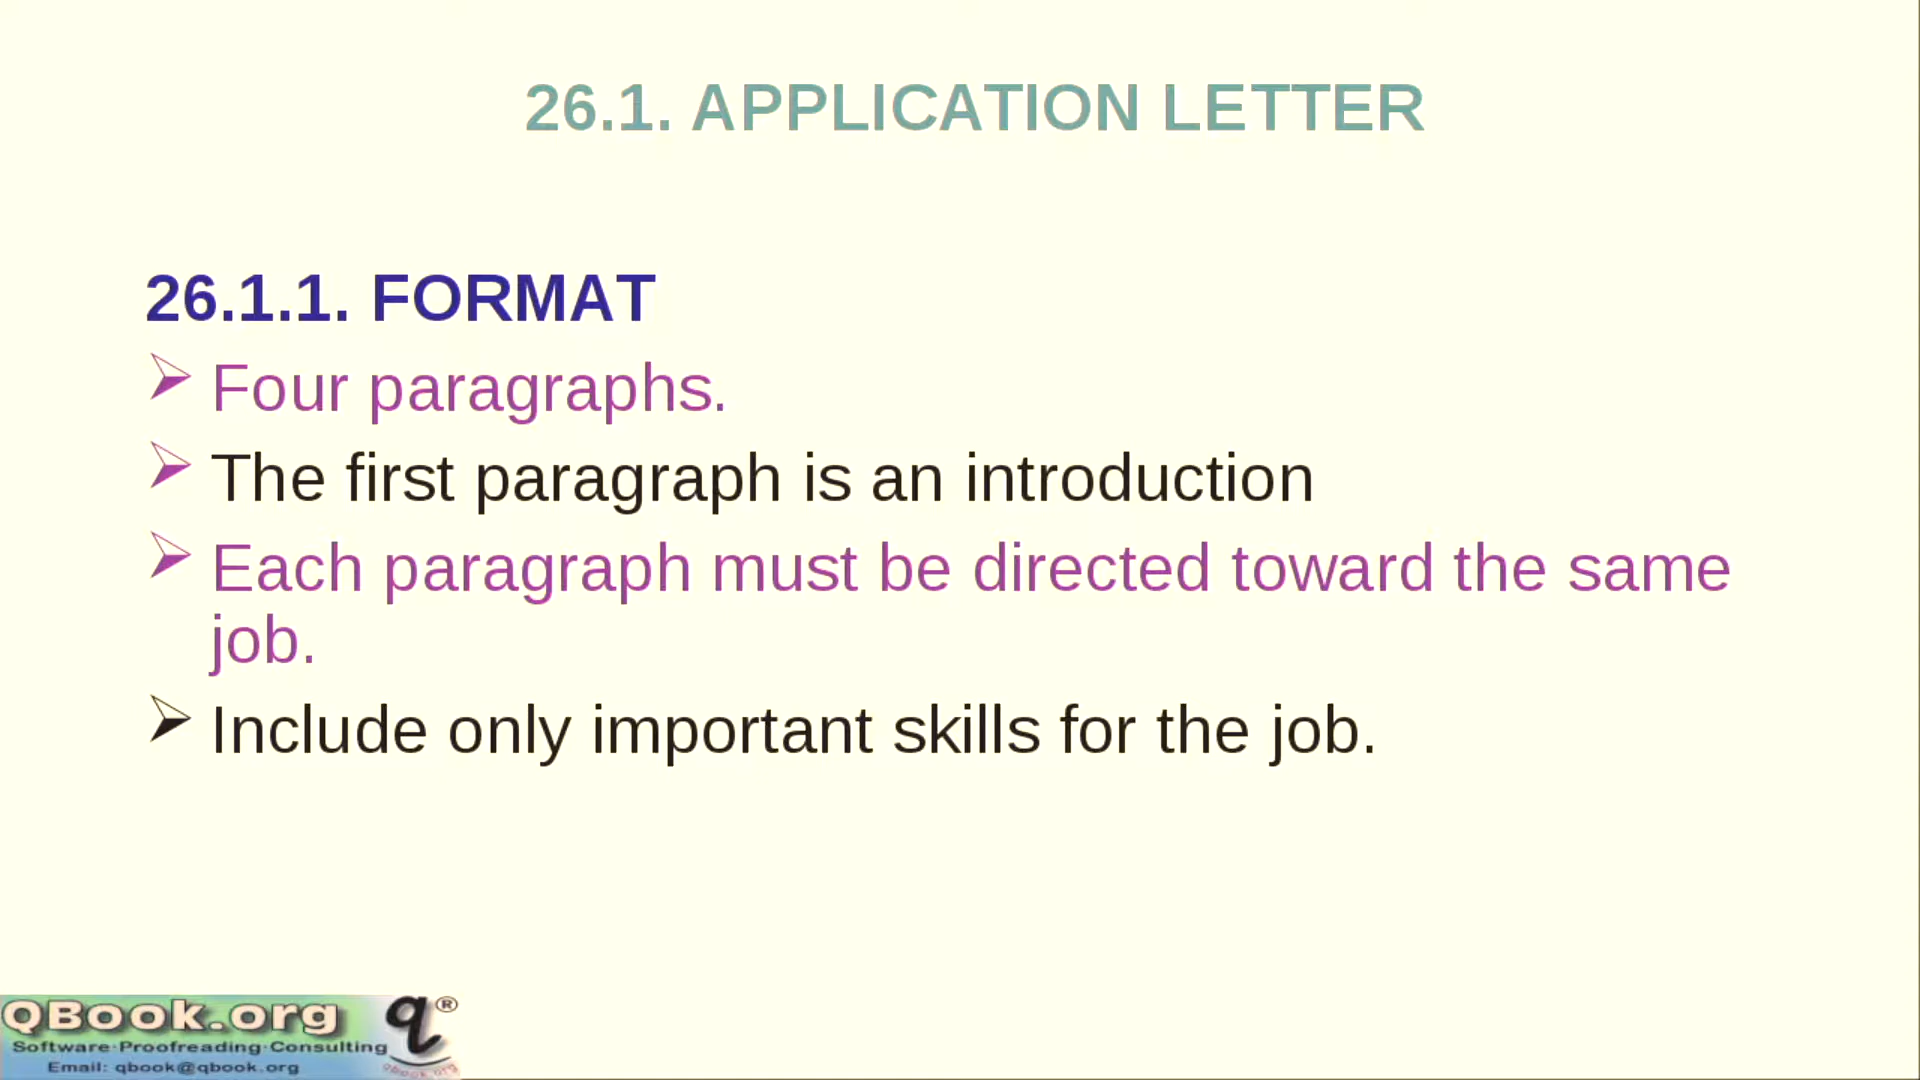 26.1. APPLICATION LETTER
26.1.1. FORMAT
Four paragraphs.
The first paragraph is an introduction
Each paragraph must be directed toward the same
job.
Include only important skills for the job.
QBook.org
q®
Software·Proofreading·Consulting
Email: qbook@qbook.org
qbook.org